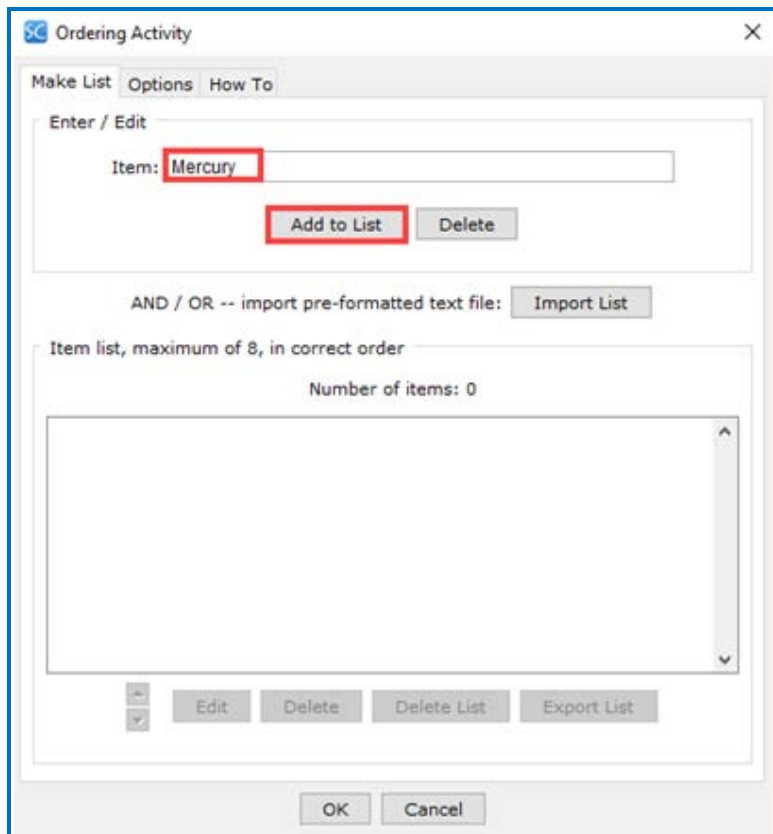 SC Ordering Activity
Make List Options How To
Enter / Edit
Item: Mercury
Add to List Delete
AND / OR -- import pre-formatted text file: Import List
Item list, maximum of 8, in correct order
Number of items: 0
Edit Delete Delete List Export List
OK Cancel